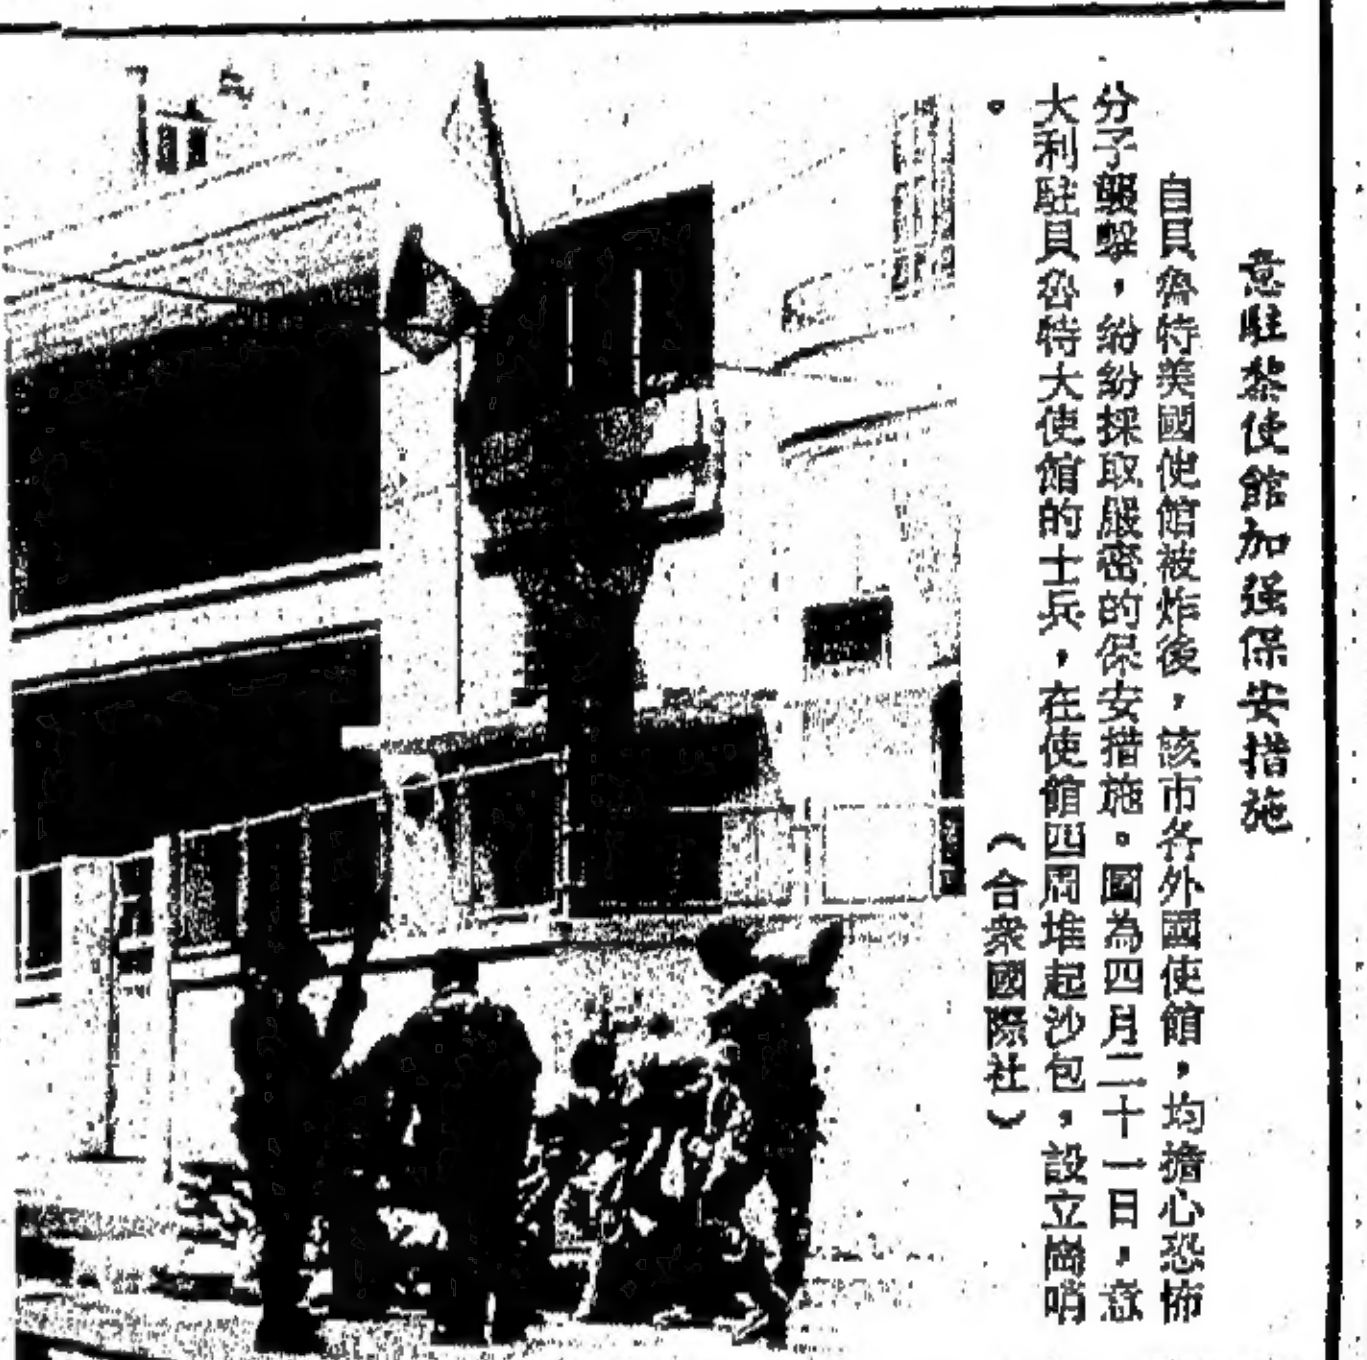 意駐黎使館加强保安措施
自貝魯特美國使館被炸後，該市各外國使館，均擔心恐怖
分子襲擊，紛紛採取嚴密的保安措施。圖為四月二十一日，意
大利駐貝魯特大使館的士兵，在使館四周堆起沙包，設立崗哨
。（合衆國際社）